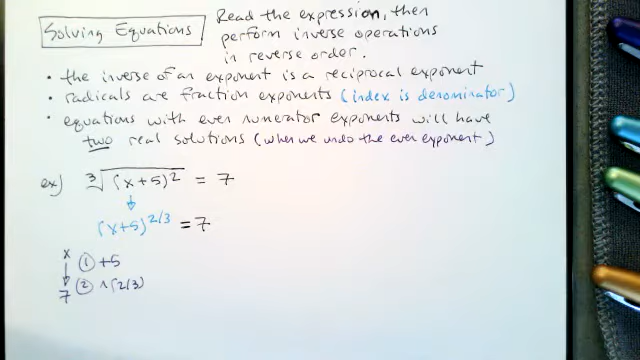 Solving Equations
Read the expression, then
perform inverse operations
in reverse order.
• the inverse of an exponent is a reciprocal exponent
• radicals are fraction exponents (index is denominator)
• equations with even numerator exponents will have
two real solutions (when we undo the even exponent)
ex) ∛(x+5)² = 7
↓
(x+5)^2/3 = 7
x ① +5
↓
7 ② ^(2/3)